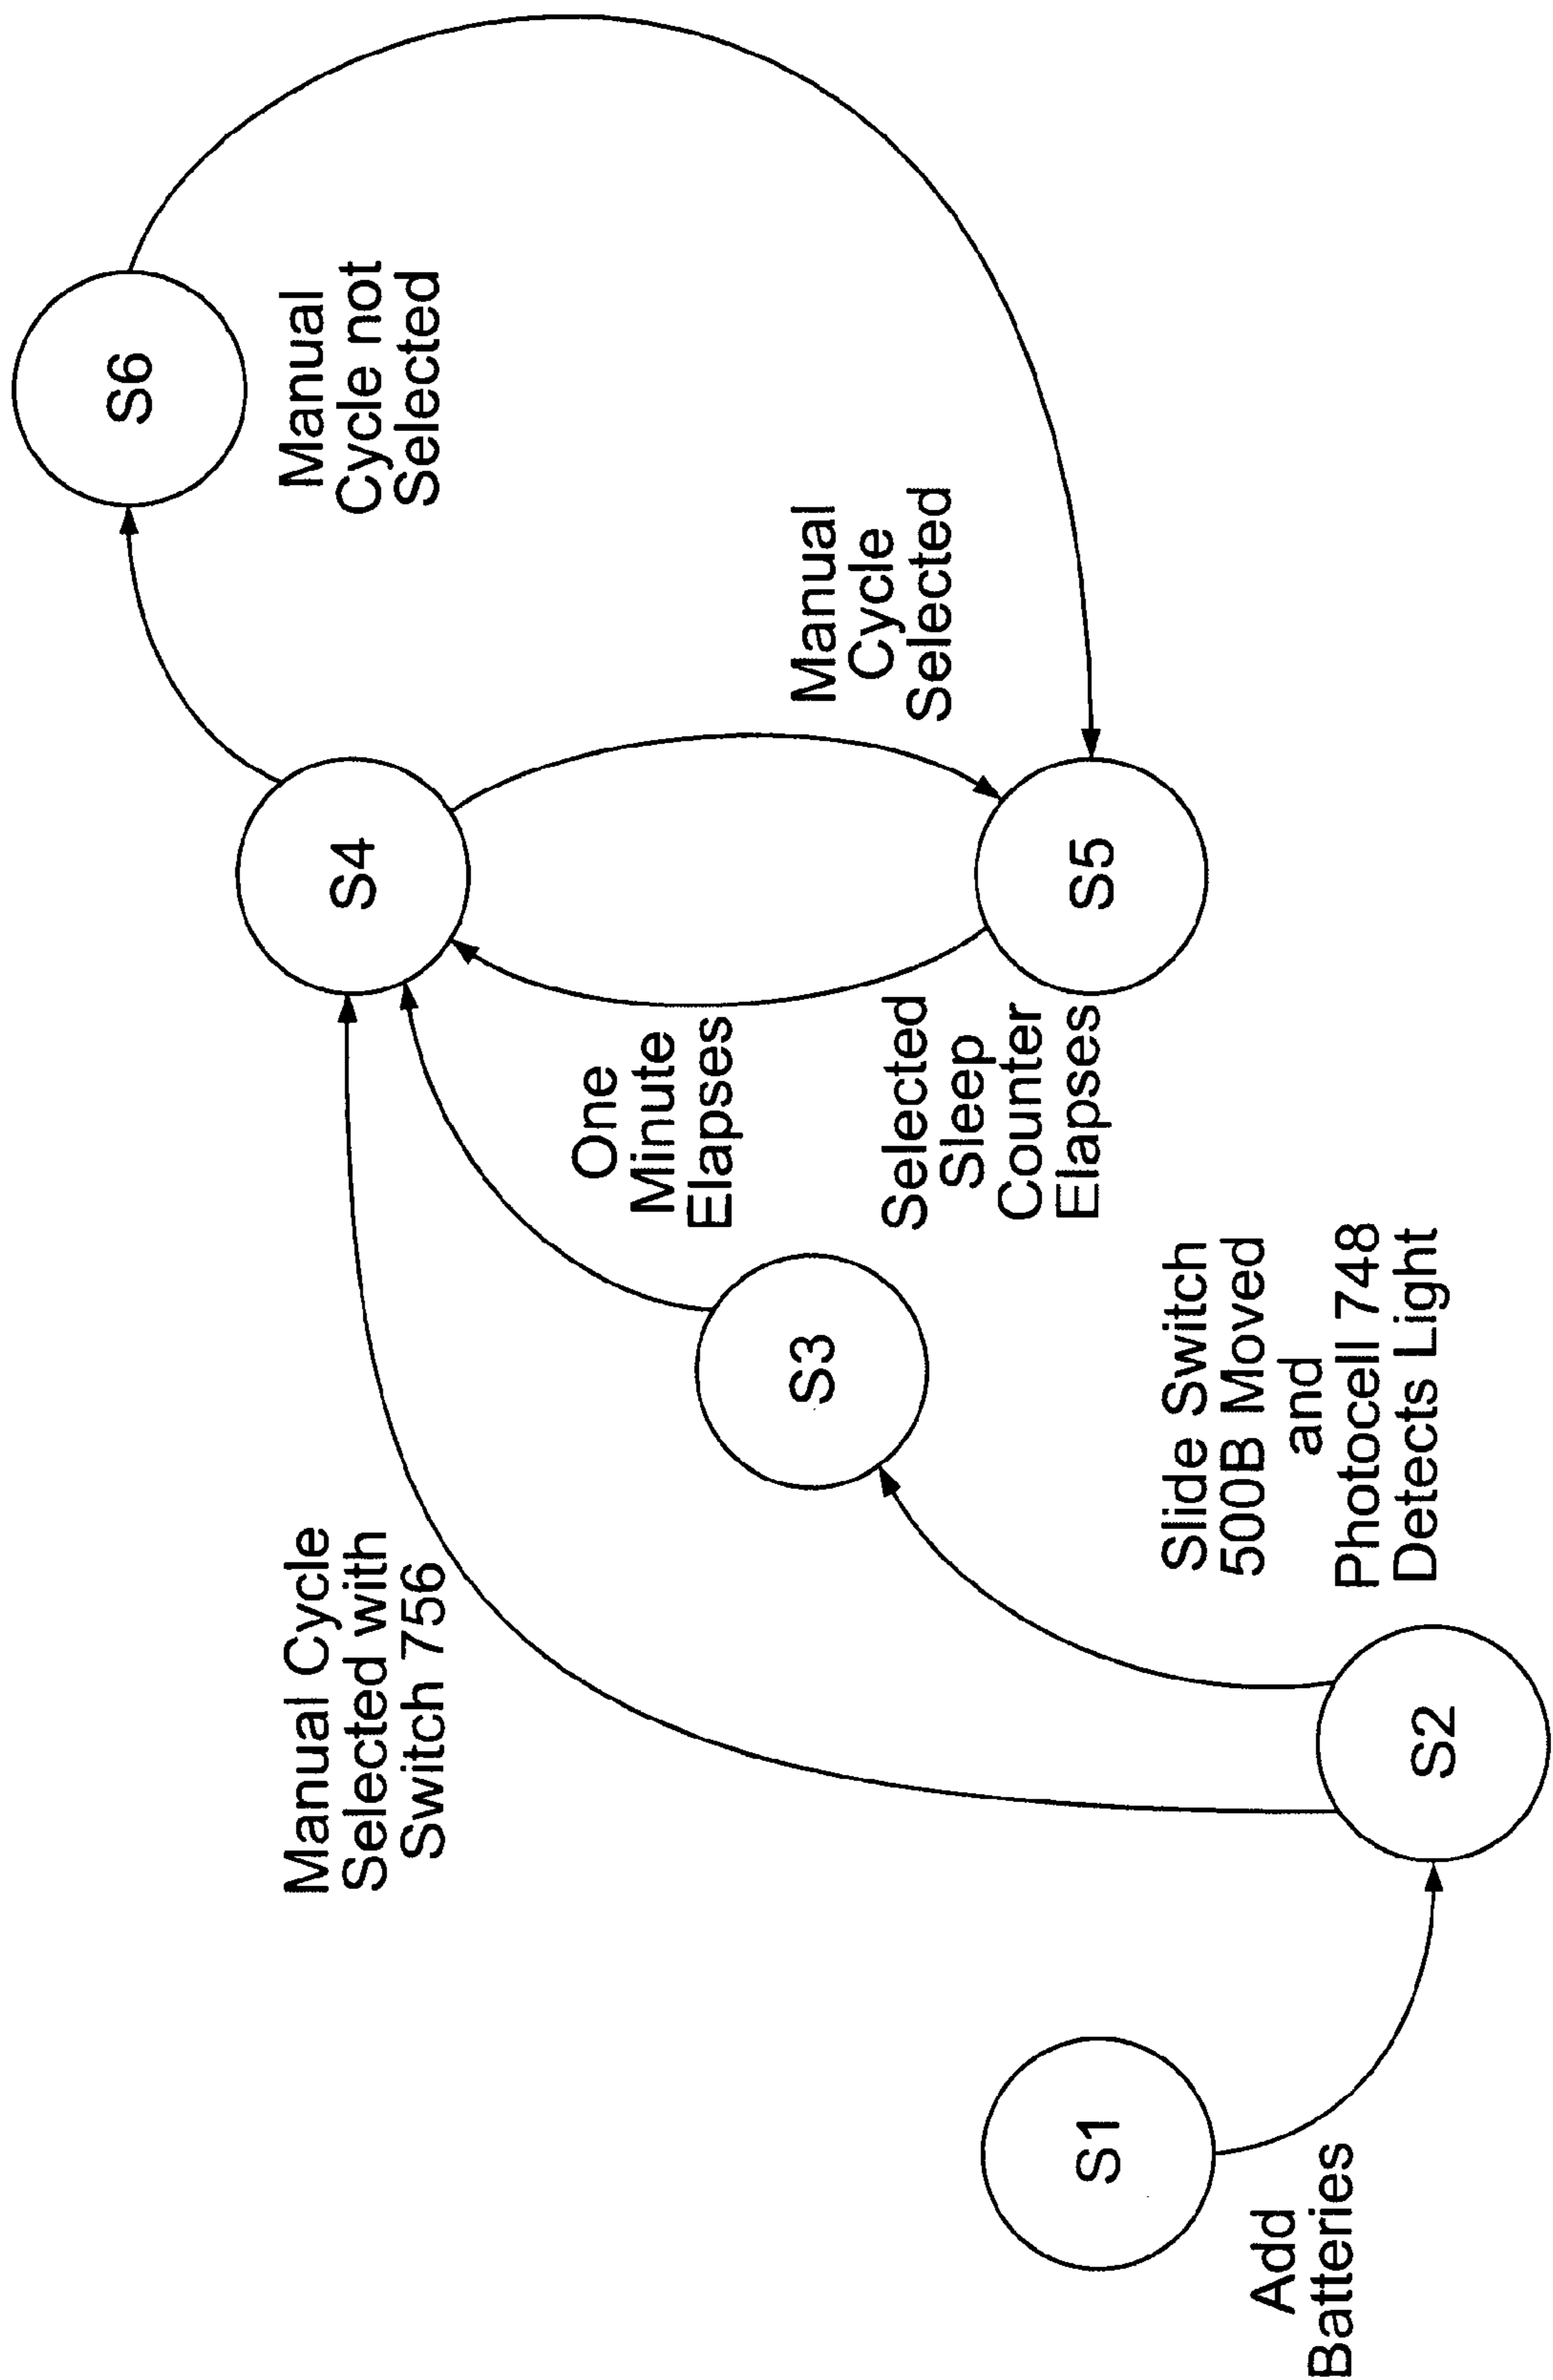 S1
Add
Batteries
S2
Manual Cycle
Selected with
Switch 756
Slide Switch
500B Moved
and
Photocell 748
Detects Light
S3
One
Minute
Elapses
Selected
Sleep
Counter
Elapses
S4
S5
Manual
Cycle
Selected
Manual
Cycle not
Selected
S6